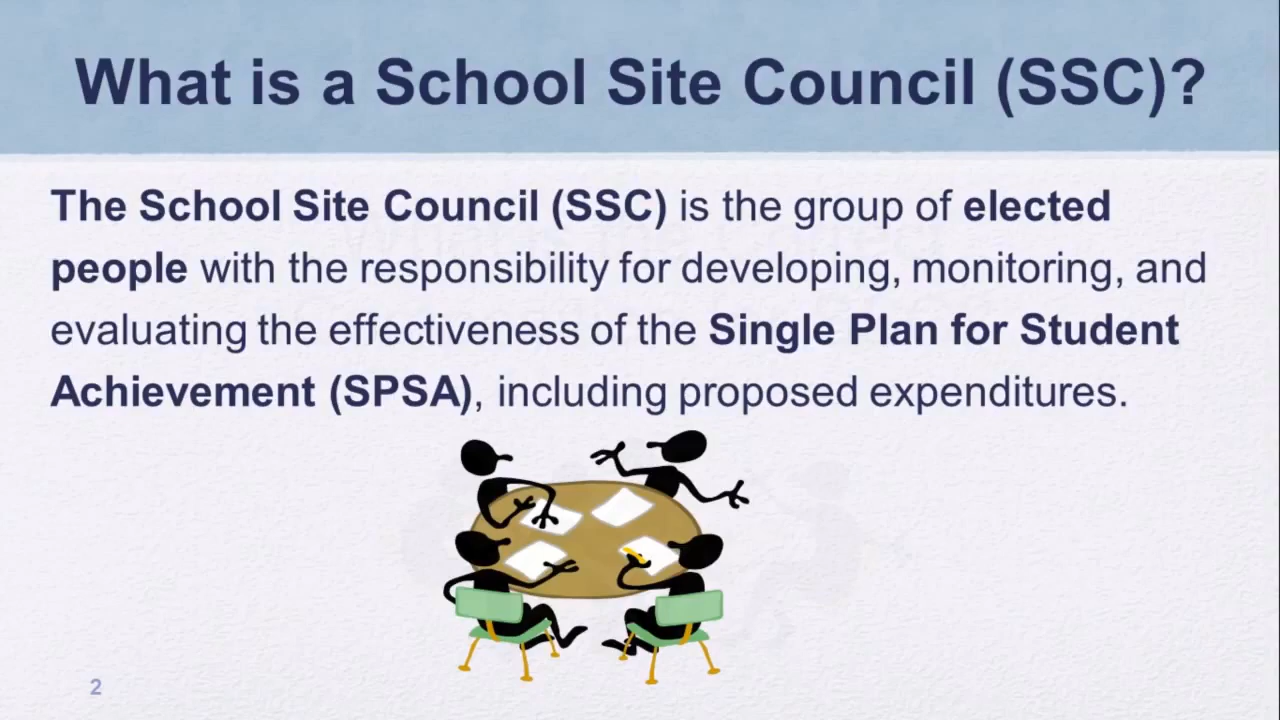 What is a School Site Council (SSC)?
The School Site Council (SSC) is the group of elected
people with the responsibility for developing, monitoring, and
evaluating the effectiveness of the Single Plan for Student
Achievement (SPSA), including proposed expenditures.
2